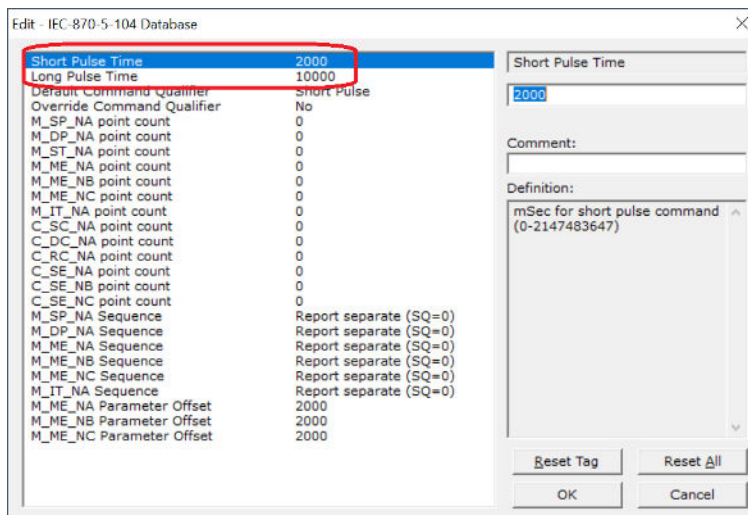 Edit - IEC-870-5-104 Database
Short Pulse Time 2000
Long Pulse Time 10000
Default Command Qualifier Short Pulse
Override Command Qualifier No
M_SP_NA point count 0
M_DP_NA point count 0
M_ST_NA point count 0
M_ME_NA point count 0
M_ME_NB point count 0
M_ME_NC point count 0
M_IT_NA point count 0
C_SC_NA point count 0
C_DC_NA point count 0
C_RC_NA point count 0
C_SE_NA point count 0
C_SE_NB point count 0
C_SE_NC point count 0
M_SP_NA Sequence Report separate (SQ=0)
M_DP_NA Sequence Report separate (SQ=0)
M_ME_NA Sequence Report separate (SQ=0)
M_ME_NB Sequence Report separate (SQ=0)
M_ME_NC Sequence Report separate (SQ=0)
M_IT_NA Sequence Report separate (SQ=0)
M_ME_NA Parameter Offset 2000
M_ME_NB Parameter Offset 2000
M_ME_NC Parameter Offset 2000
Short Pulse Time
2000
Comment:
Definition:
mSec for short pulse command
(0-2147483647)
Reset Tag Reset All
OK Cancel